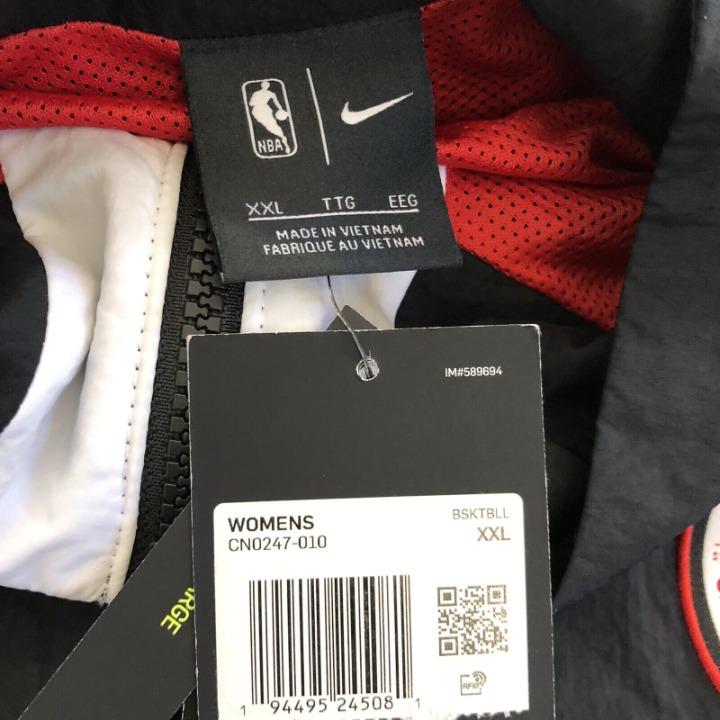 NBA
XXL TTG EEG
MADE IN VIETNAM
FABRIQUE AU VIETNAM
IM#589694
WOMENS BSKTBLL
CN0247-010 XXL
RFID
1 94495 24508 1